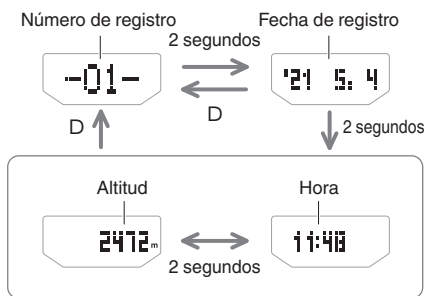 Número de registro
Fecha de registro
2 segundos
-01-
'21 5. 4
D
D
2 segundos
Altitud
Hora
2472m
11:48
2 segundos